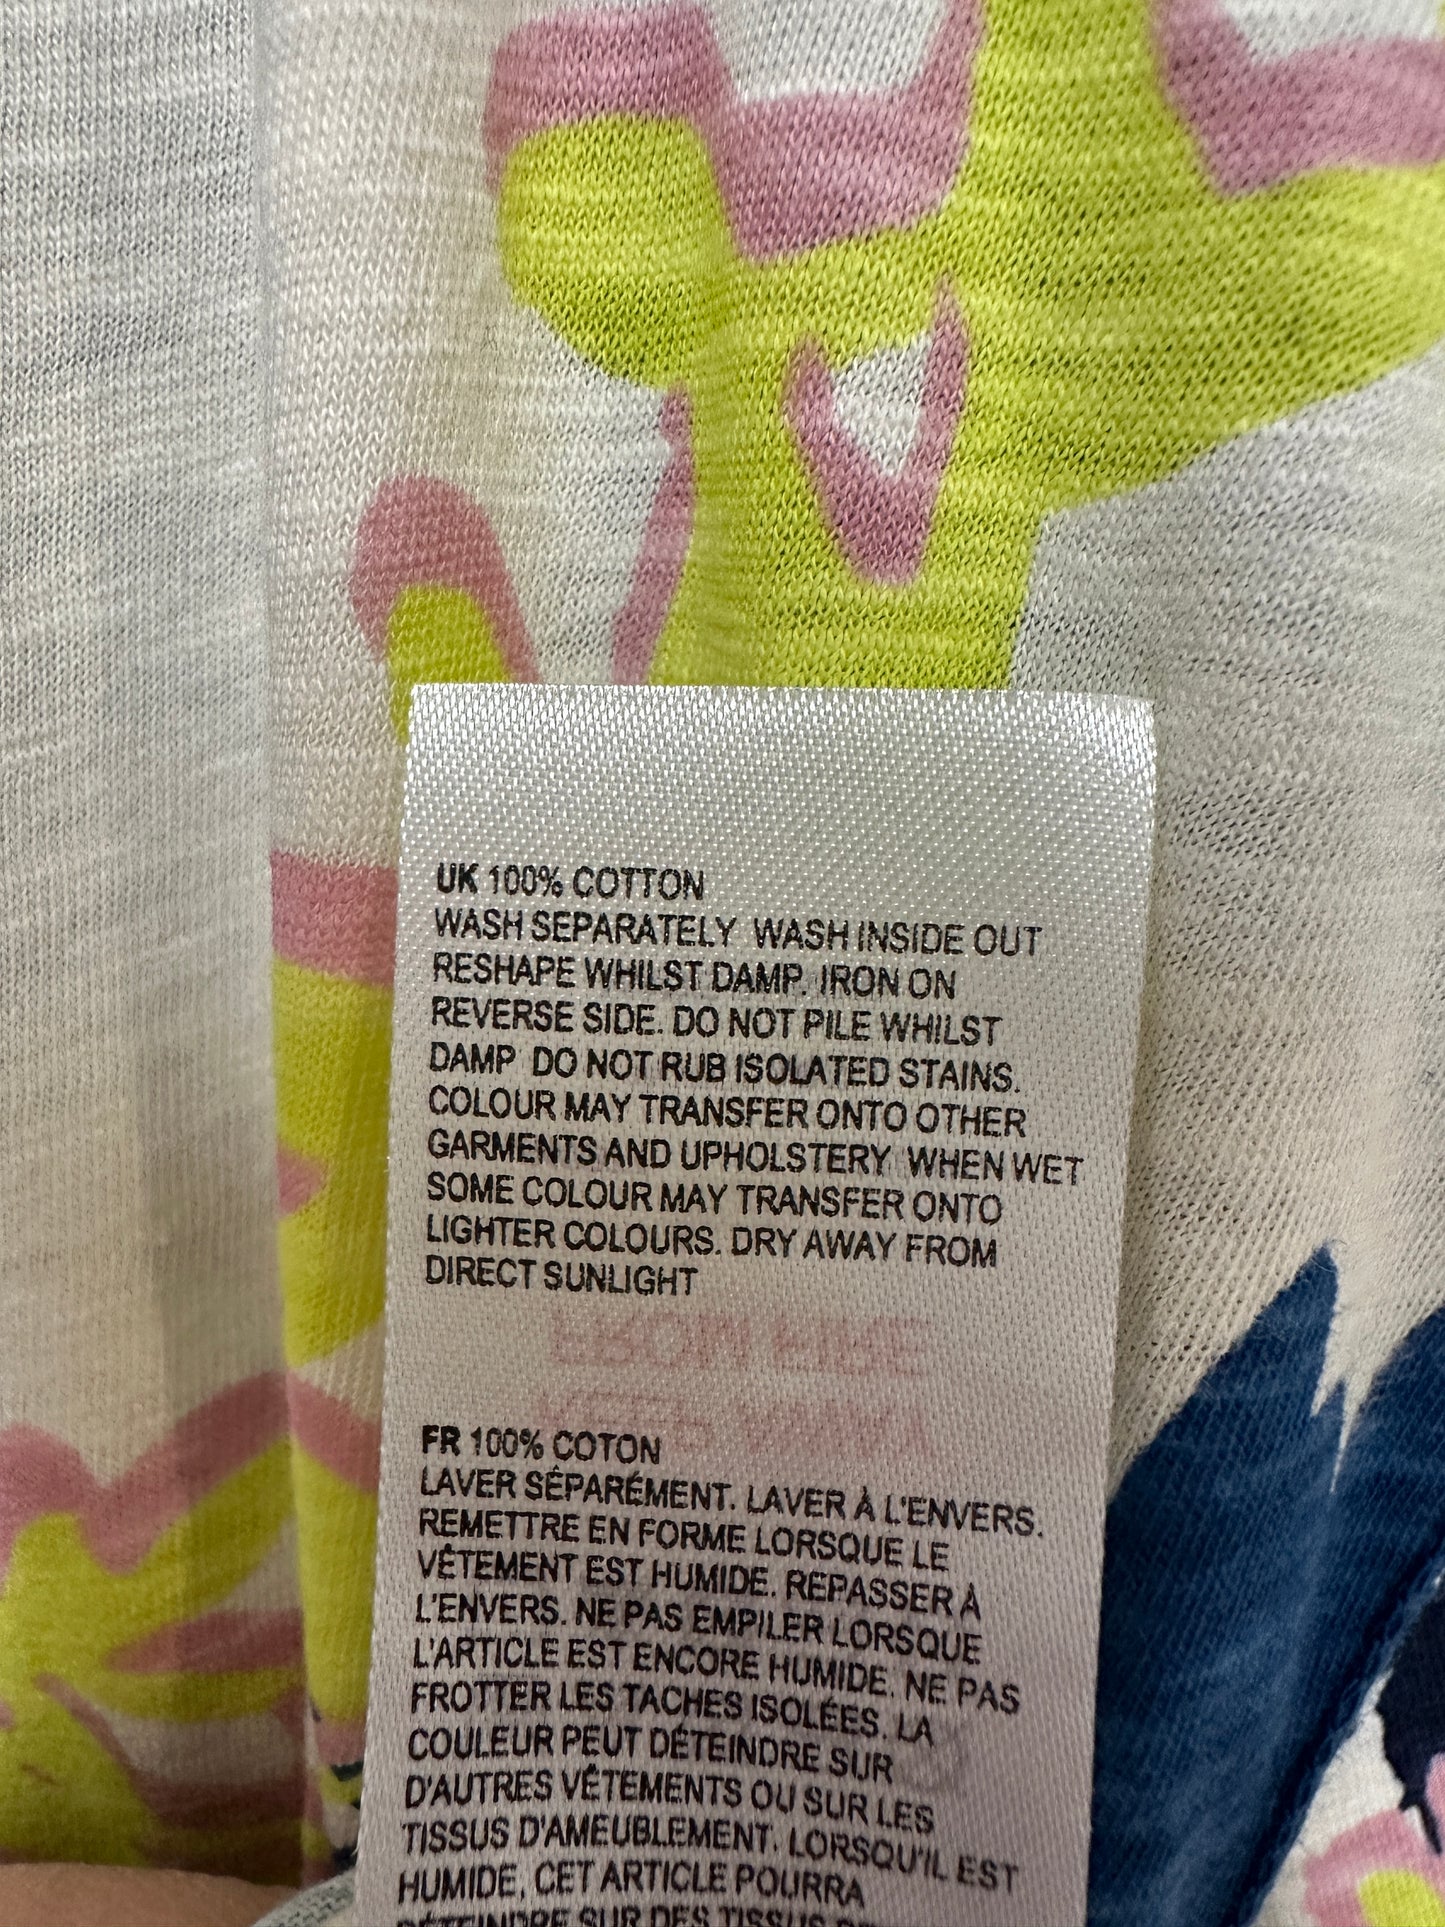 UK 100% COTTON
WASH SEPARATELY WASH INSIDE OUT
RESHAPE WHILST DAMP. IRON ON
REVERSE SIDE. DO NOT PILE WHILST
DAMP DO NOT RUB ISOLATED STAINS.
COLOUR MAY TRANSFER ONTO OTHER
GARMENTS AND UPHOLSTERY WHEN WET
SOME COLOUR MAY TRANSFER ONTO
LIGHTER COLOURS. DRY AWAY FROM
DIRECT SUNLIGHT
FR 100% COTON
LAVER SÉPARÉMENT. LAVER À L'ENVERS.
REMETTRE EN FORME LORSQUE LE
VÊTEMENT EST HUMIDE. REPASSER À
L'ENVERS. NE PAS EMPILER LORSQUE
L'ARTICLE EST ENCORE HUMIDE. NE PAS
FROTTER LES TACHES ISOLÉES. LA
COULEUR PEUT DÉTEINDRE SUR
D'AUTRES VÊTEMENTS OU SUR LES
TISSUS D'AMEUBLEMENT. LORSQU'IL EST
HUMIDE, CET ARTICLE POURRA
DÉTEINDRE SUR DES TISSUS